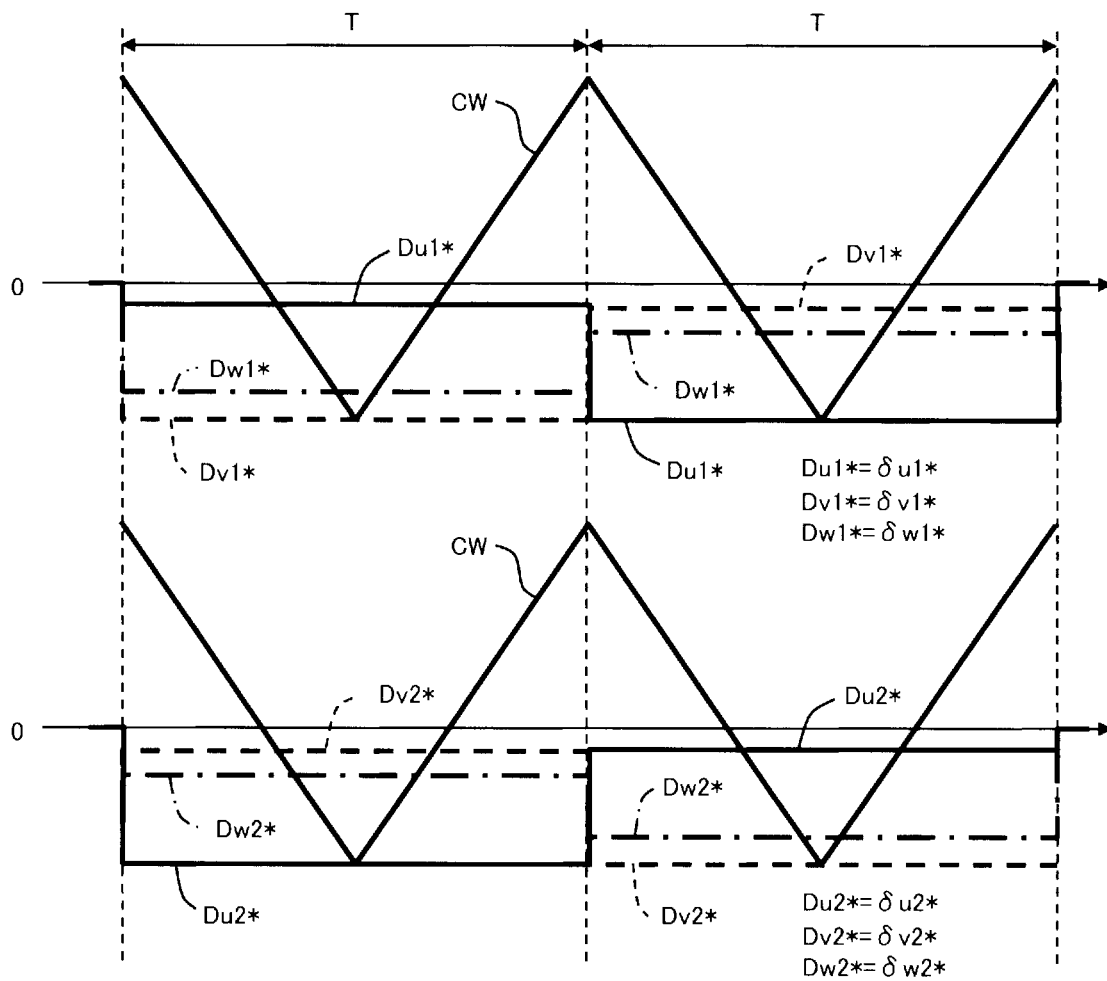 T T
CW
Du1*
Dv1*
0
Dw1*
Dw1*
Dv1*
Du1*
Du1*= δ u1*
Dv1*= δ v1*
Dw1*= δ w1*
CW
Dv2*
Du2*
0
Dw2*
Dw2*
Du2*
Dv2*
Du2*= δ u2*
Dv2*= δ v2*
Dw2*= δ w2*